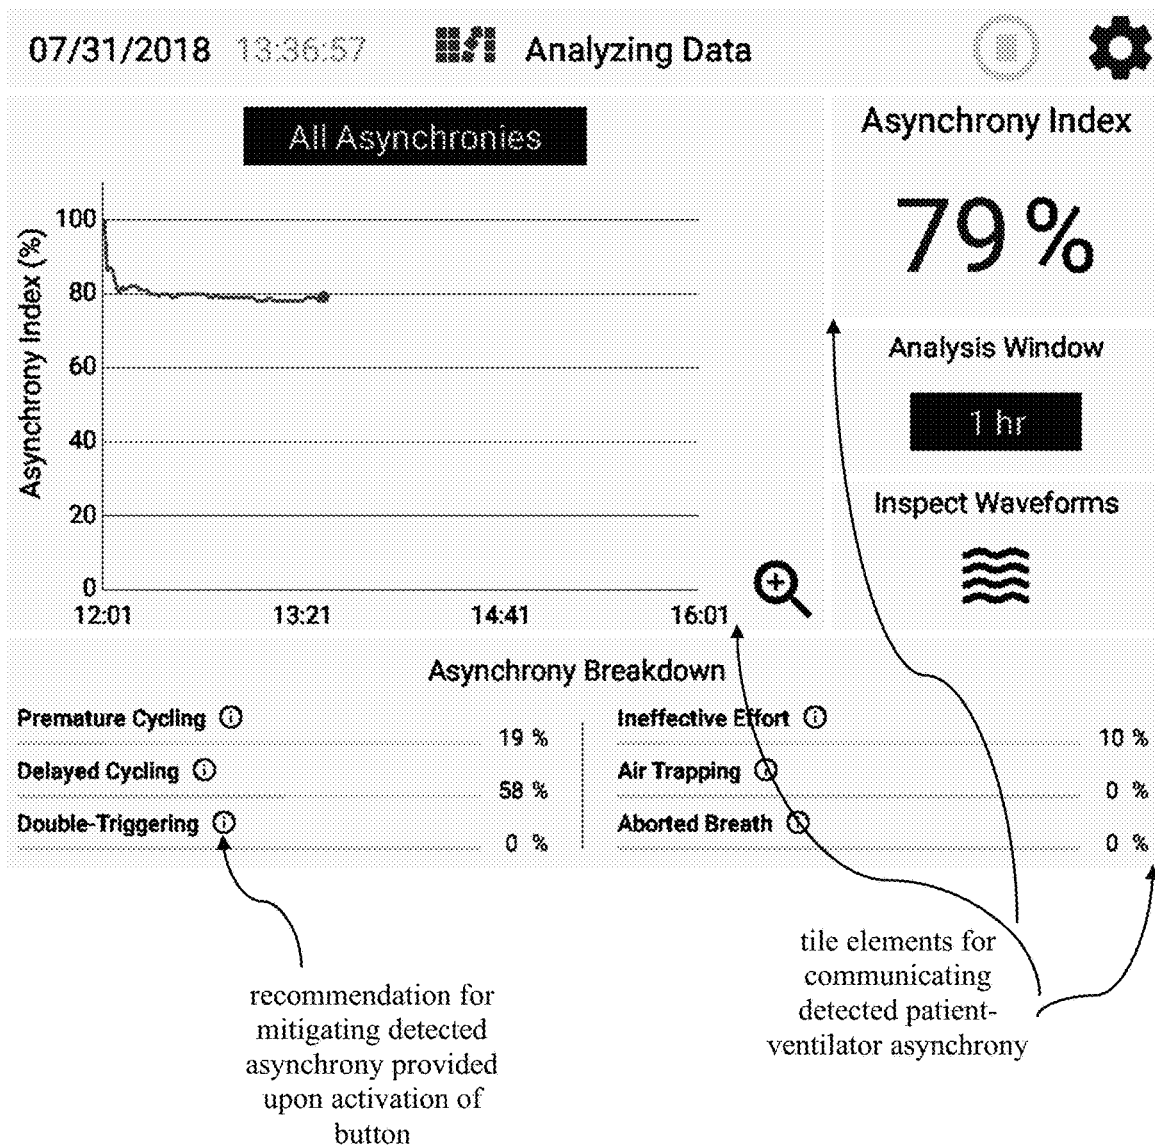 07/31/2018 13:36:57 Analyzing Data
All Asynchronies
Asynchrony Index (%)
100
80
60
40
20
0
12:01 13:21 14:41 16:01
Asynchrony Index
79 %
Analysis Window
1 hr
Inspect Waveforms
Asynchrony Breakdown
Premature Cycling i
19 %
Delayed Cycling i
58 %
Double-Triggering i
0 %
Ineffective Effort i
10 %
Air Trapping i
0 %
Aborted Breath i
0 %
recommendation for
mitigating detected
asynchrony provided
upon activation of
button
tile elements for
communicating
detected patient-
ventilator asynchrony